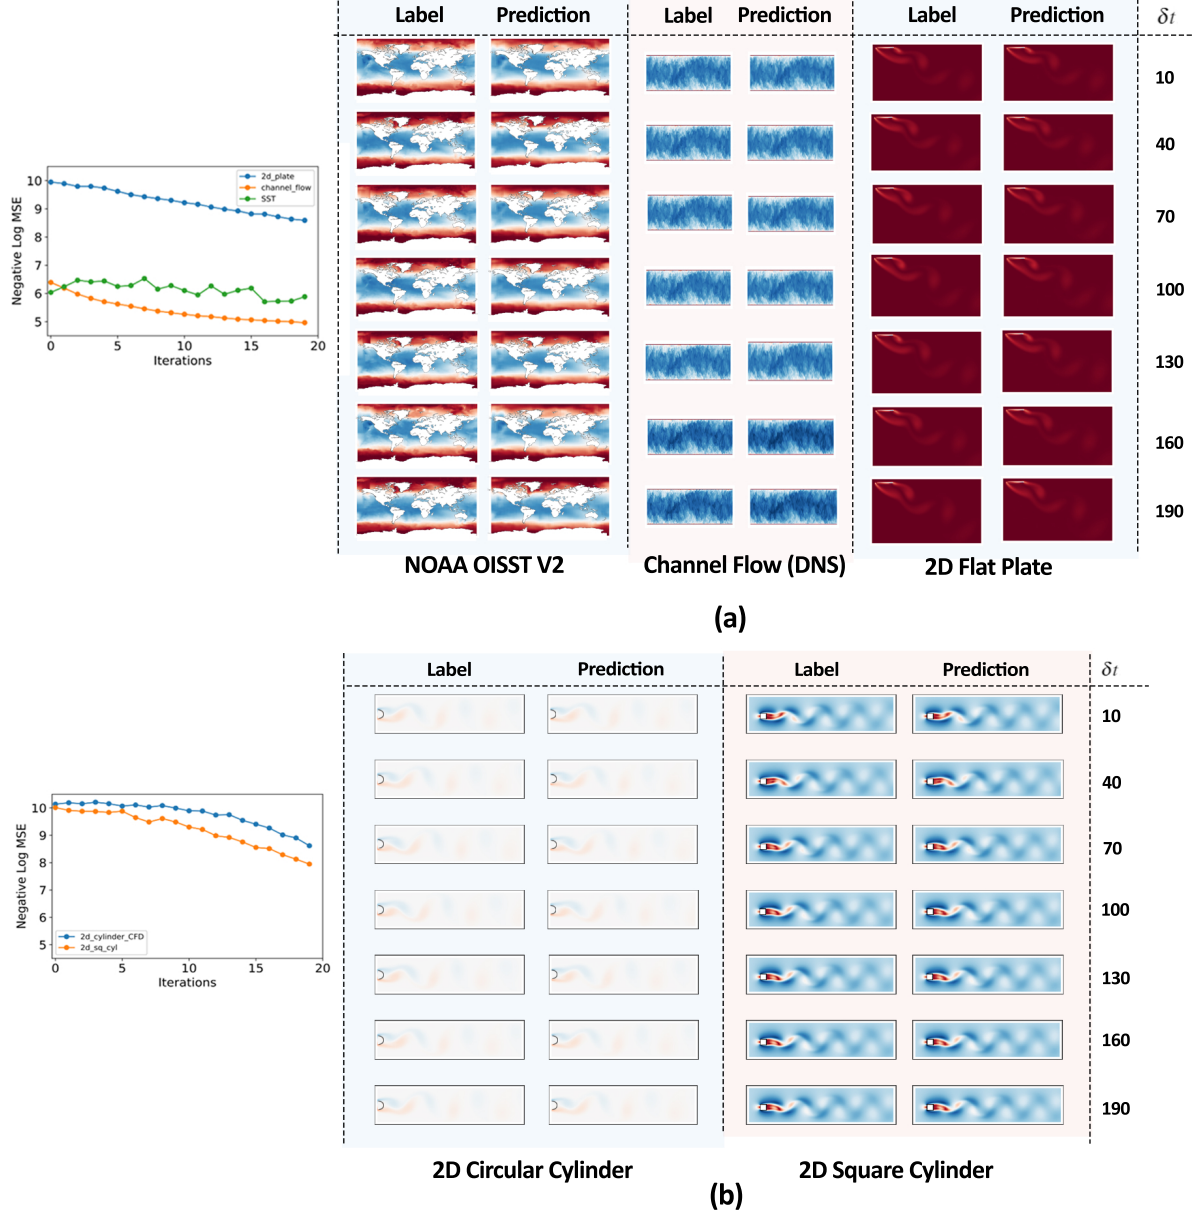 Label Prediction Label Prediction Label Prediction δt
10
40
70
100
130
160
190
10
9
8
7
6
5
Negative Log MSE
2d_plate
channel_flow
SST
0 5 10 15 20
Iterations
NOAA OISST V2 Channel Flow (DNS) 2D Flat Plate
(a)
Label Prediction Label Prediction δt
10
40
70
100
130
160
190
10
9
8
7
6
5
Negative Log MSE
2d_cylinder_CFD
2d_sq_cyl
0 5 10 15 20
Iterations
2D Circular Cylinder 2D Square Cylinder
(b)